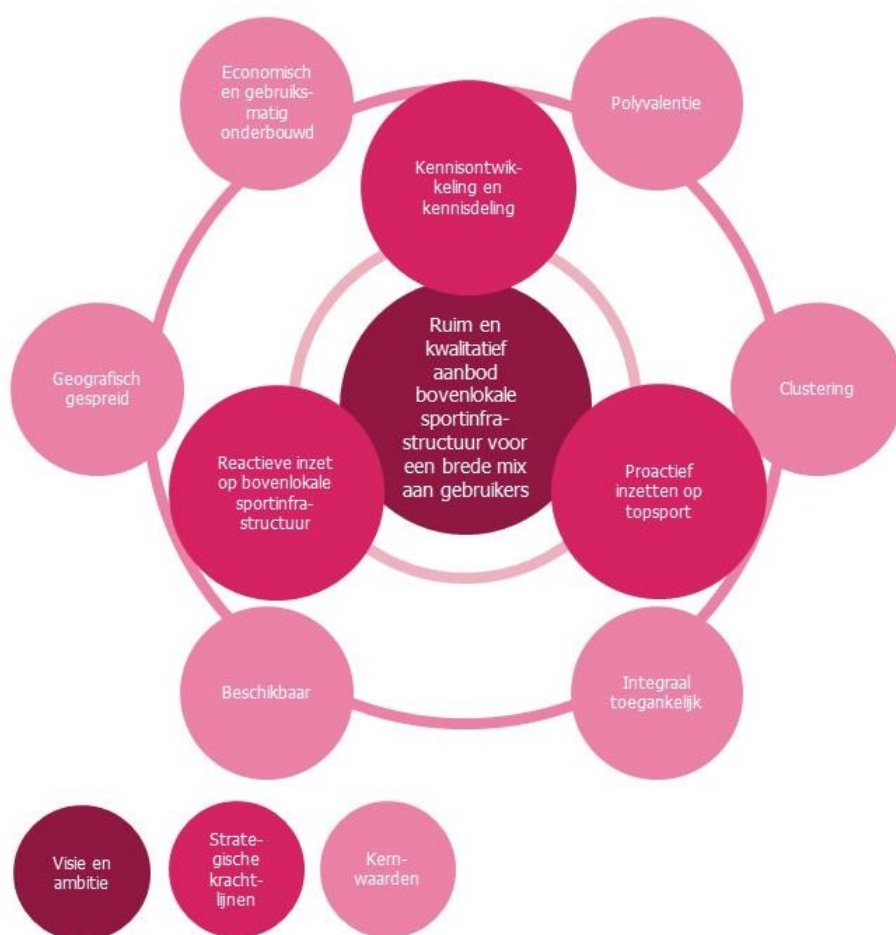 Economisch
en gebruiks-
matig
onderbouwd
Polyvalentie
Kennisontwik-
keling en
kennisdeling
Ruim en
kwalitatief
aanbod
bovenlokale
sportinfra-
structuur voor
een brede mix
aan gebruikers
Geografisch
gespreid
Clustering
Reactieve inzet
op bovenlokale
sportinfra-
structuur
Proactief
inzetten op
topsport
Beschikbaar
Integraal
toegankelijk
Visie en
ambitie
Strate-
gische
kracht-
lijnen
Kern-
waarden